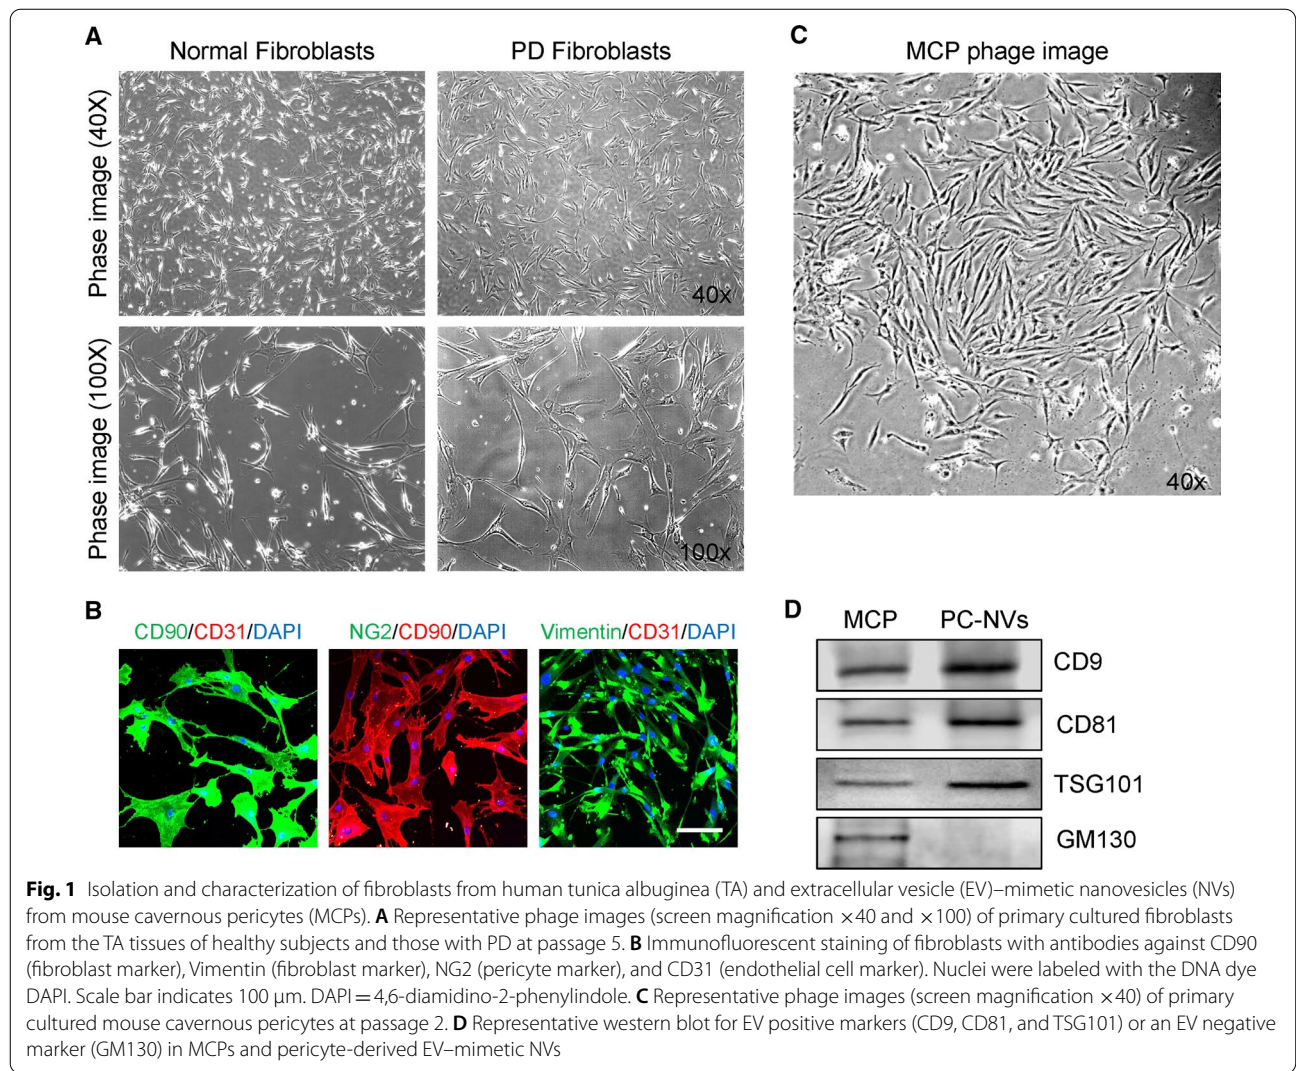 A
Normal Fibroblasts
PD Fibroblasts
Phase image (40X)
40x
Phase image (100X)
100x
C
MCP phage image
40x
B
CD90/CD31/DAPI
NG2/CD90/DAPI
Vimentin/CD31/DAPI
D
MCP
PC-NVs
CD9
CD81
TSG101
GM130
Fig. 1 Isolation and characterization of fibroblasts from human tunica albuginea (TA) and extracellular vesicle (EV)–mimetic nanovesicles (NVs)
from mouse cavernous pericytes (MCPs). A Representative phage images (screen magnification ×40 and ×100) of primary cultured fibroblasts
from the TA tissues of healthy subjects and those with PD at passage 5. B Immunofluorescent staining of fibroblasts with antibodies against CD90
(fibroblast marker), Vimentin (fibroblast marker), NG2 (pericyte marker), and CD31 (endothelial cell marker). Nuclei were labeled with the DNA dye
DAPI. Scale bar indicates 100 μm. DAPI = 4,6-diamidino-2-phenylindole. C Representative phage images (screen magnification ×40) of primary
cultured mouse cavernous pericytes at passage 2. D Representative western blot for EV positive markers (CD9, CD81, and TSG101) or an EV negative
marker (GM130) in MCPs and pericyte-derived EV–mimetic NVs